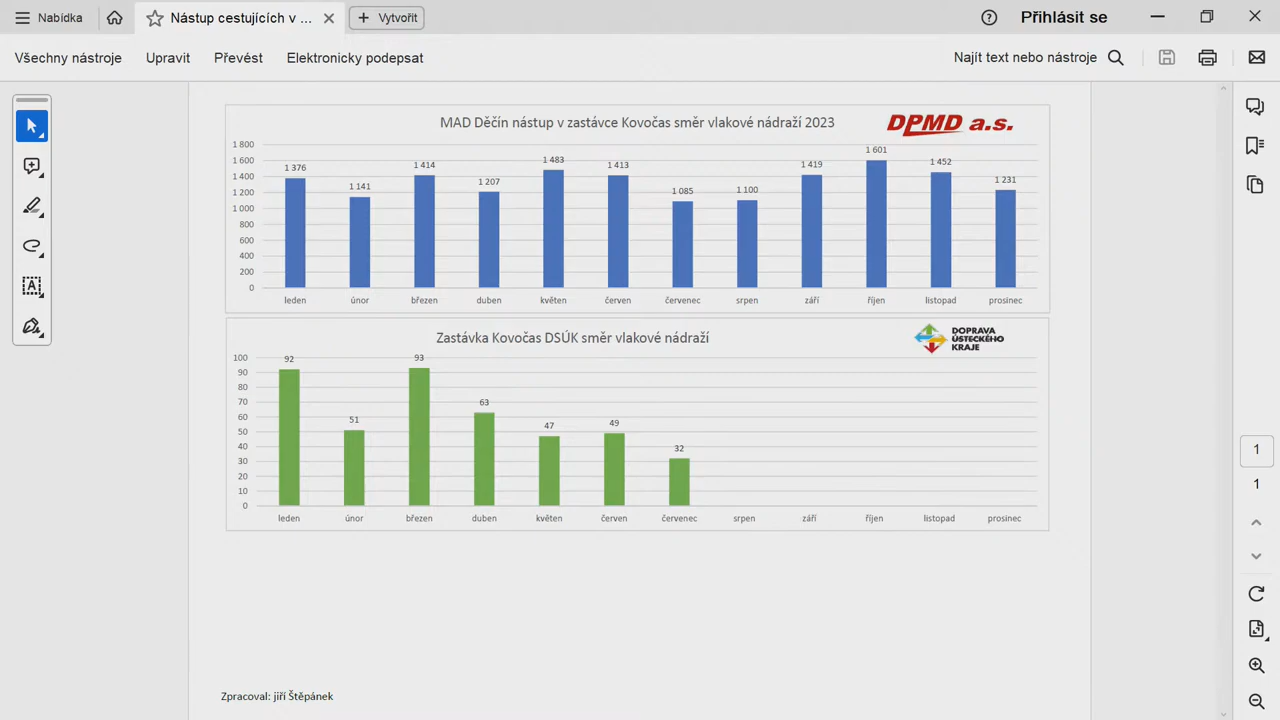 Nabídka
Nástup cestujících v ...
Vytvořit
Přihlásit se
Všechny nástroje
Upravit
Převést
Elektronicky podepsat
Najít text nebo nástroje
MAD Děčín nástup v zastávce Kovočas směr vlakové nádraží 2023
DPMD a.s.
1 800
1 600
1 400
1 200
1 000
800
600
400
200
0
1 376
1 141
1 414
1 207
1 483
1 413
1 085
1 100
1 419
1 601
1 452
1 231
leden
únor
březen
duben
květen
červen
červenec
srpen
září
říjen
listopad
prosinec
Zastávka Kovočas DSÚK směr vlakové nádraží
DOPRAVA
ÚSTECKÉHO
KRAJE
100
90
80
70
60
50
40
30
20
10
0
92
51
93
63
47
49
32
leden
únor
březen
duben
květen
červen
červenec
srpen
září
říjen
listopad
prosinec
1
1
Zpracoval: jiří Štěpánek